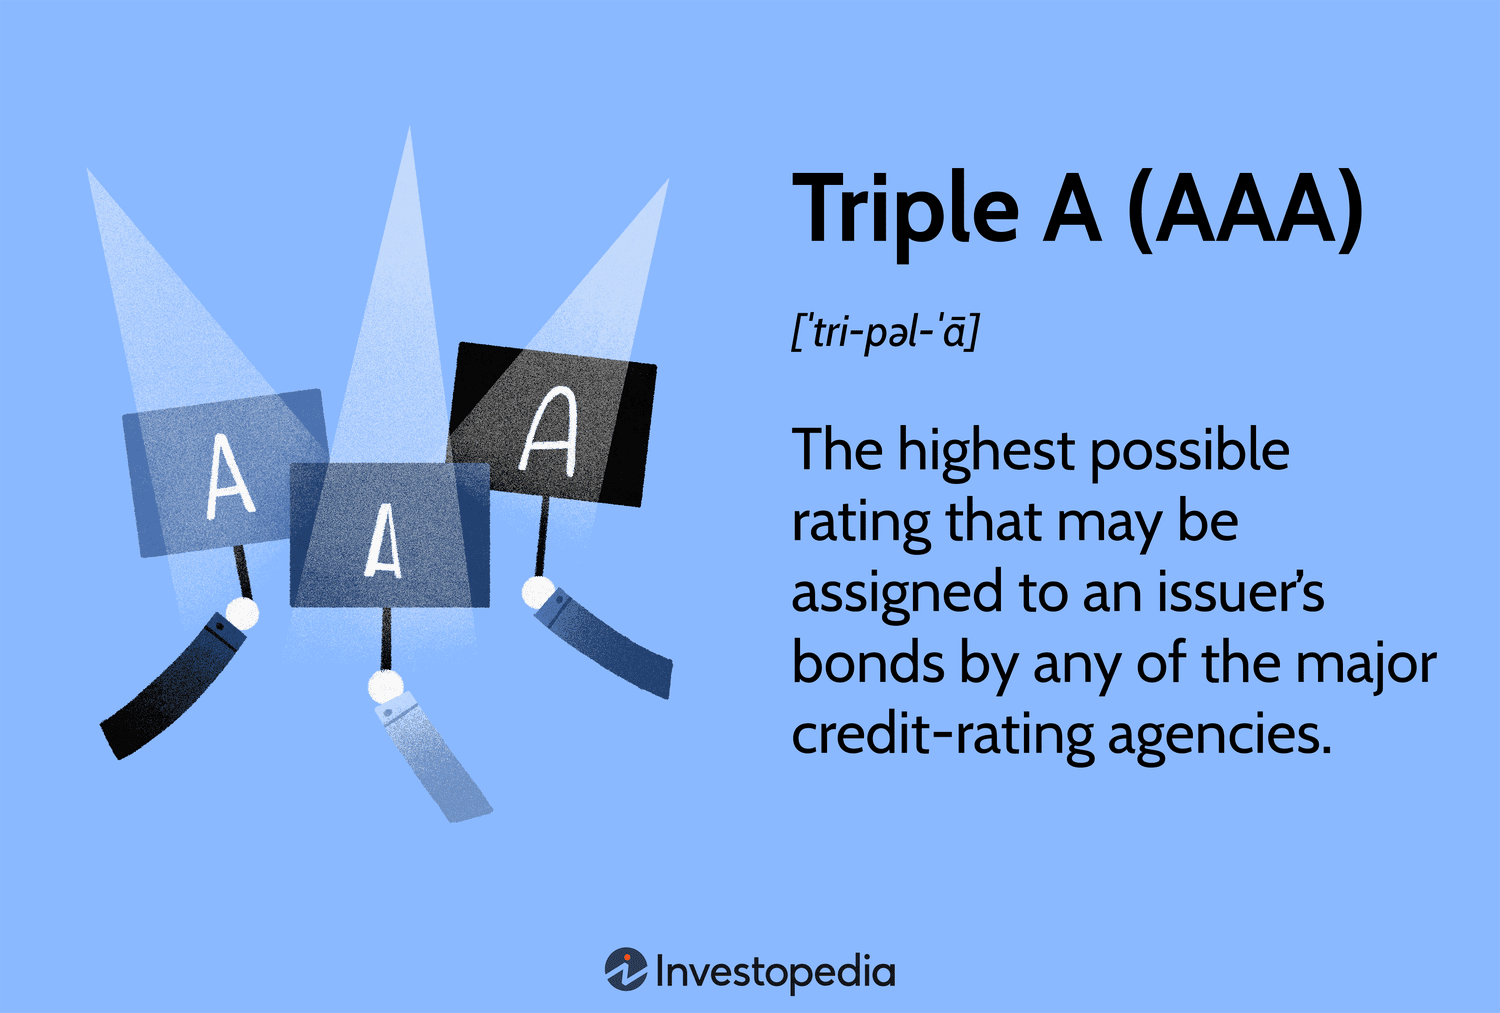 Triple A (AAA)
[ˈtri-pəl-ˈā]
A
A
A
The highest possible
rating that may be
assigned to an issuer’s
bonds by any of the major
credit-rating agencies.
Investopedia